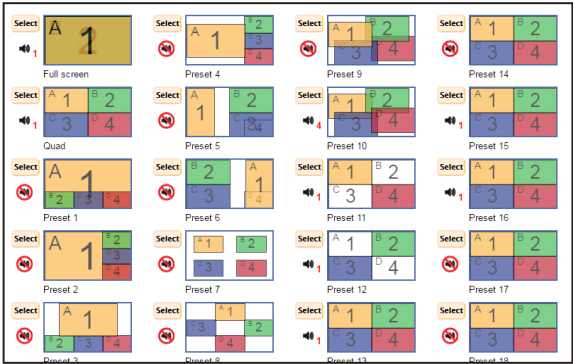 Select A 1 2 Select A 1 B 2 C 3 D 4 Select A 1 B 2 C 3 D 4 Select A 1 B 2 C 3 D 4
1
Full screen Preset 4 Preset 9 Preset 14
Select A 1 B 2 C 3 D 4 Select A 1 B 2 C 3 D 4 Select A 1 B 2 C 3 D 4 Select A 1 B 2 C 3 D 4
1 4 1
Quad Preset 5 Preset 10 Preset 15
Select A 1 B 2 C 3 D 4 Select B 2 A 1 C 3 D 4 Select A 1 B 2 C 3 D 4 Select A 1 B 2 C 3 D 4
1 1
Preset 1 Preset 6 Preset 11 Preset 16
Select A 1 B 2 C 3 D 4 Select A 1 B 2 C 3 D 4 Select A 1 B 2 C 3 D 4 Select A 1 B 2 C 3 D 4
1
Preset 2 Preset 7 Preset 12 Preset 17
Select A 1 B 2 C 3 D 4 Select A 1 C 3 B 2 D 4 Select A 1 B 2 C 3 D 4 Select A 1 B 2 C 3 D 4
1
Preset 3 Preset 8 Preset 13 Preset 18